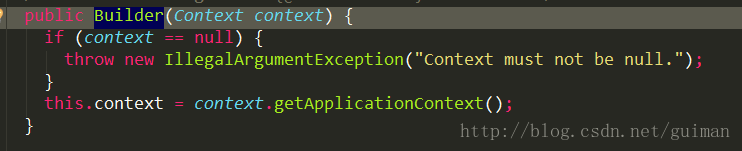 public Builder(Context context) {
if (context == null) {
throw new IllegalArgumentException("Context must not be null.");
}
this.context = context.getApplicationContext();
}
http://blog.csdn.net/guiman